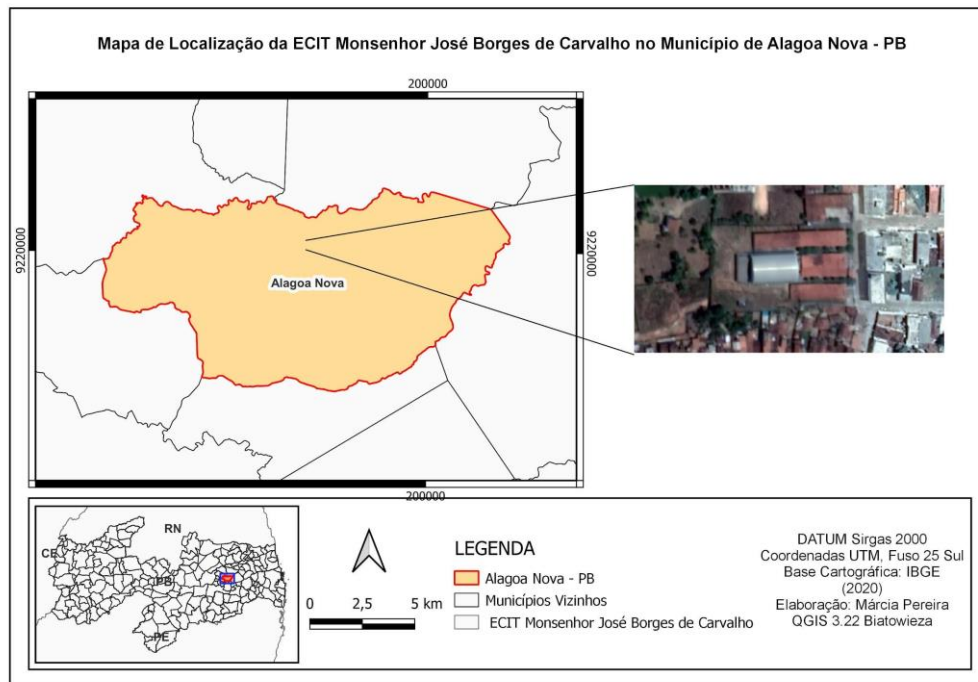 Mapa de Localização da ECIT Monsenhor José Borges de Carvalho no Município de Alagoa Nova - PB
200000
9220000
9220000
Alagoa Nova
200000
RN
CE
PB
PE
0 2,5 5 km
LEGENDA
Alagoa Nova - PB
Municípios Vizinhos
ECIT Monsenhor José Borges de Carvalho
DATUM Sirgas 2000
Coordenadas UTM, Fuso 25 Sul
Base Cartográfica: IBGE
(2020)
Elaboração: Márcia Pereira
QGIS 3.22 Biatowieza